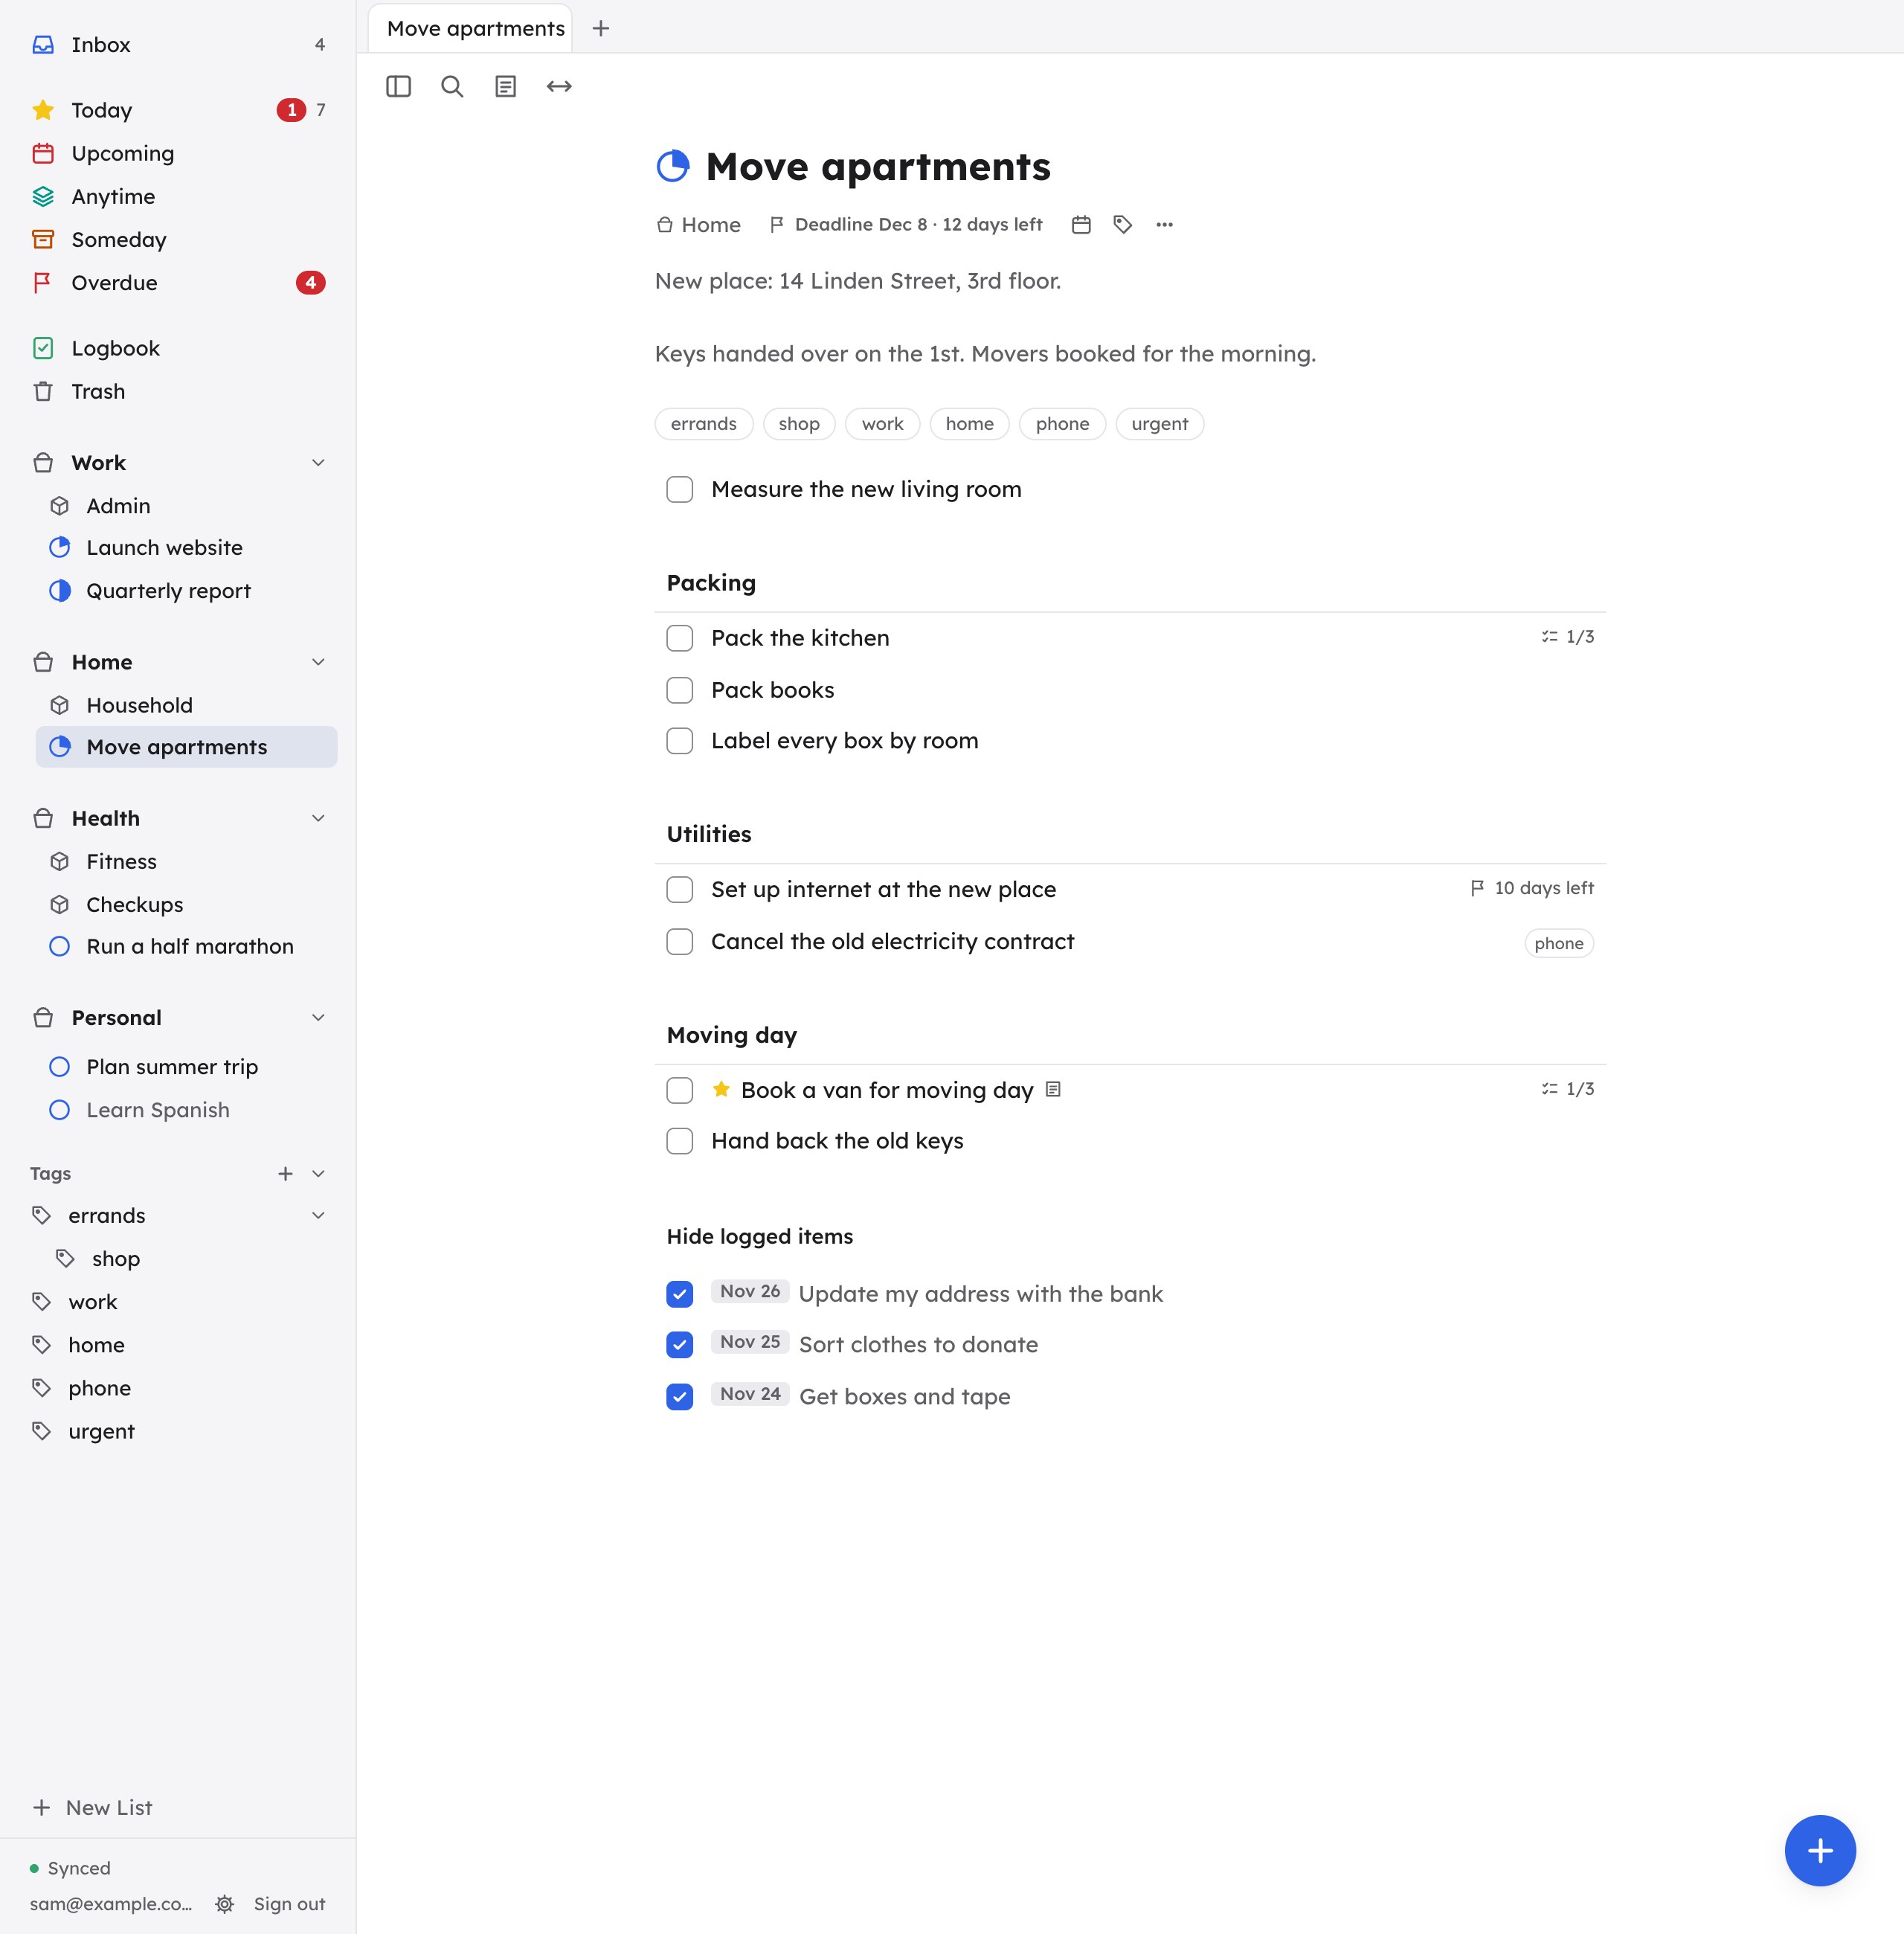 Inbox 4
Today 1 7
Upcoming
Anytime
Someday
Overdue 4
Logbook
Trash
Work
Admin
Launch website
Quarterly report
Home
Household
Move apartments
Health
Fitness
Checkups
Run a half marathon
Personal
Plan summer trip
Learn Spanish
Tags
errands
shop
work
home
phone
urgent
New List
Synced
sam@example.co…
Sign out
Move apartments
Move apartments
Home Deadline Dec 8 · 12 days left
New place: 14 Linden Street, 3rd floor.
Keys handed over on the 1st. Movers booked for the morning.
errands shop work home phone urgent
Measure the new living room
Packing
Pack the kitchen 1/3
Pack books
Label every box by room
Utilities
Set up internet at the new place 10 days left
Cancel the old electricity contract phone
Moving day
Book a van for moving day 1/3
Hand back the old keys
Hide logged items
Nov 26 Update my address with the bank
Nov 25 Sort clothes to donate
Nov 24 Get boxes and tape